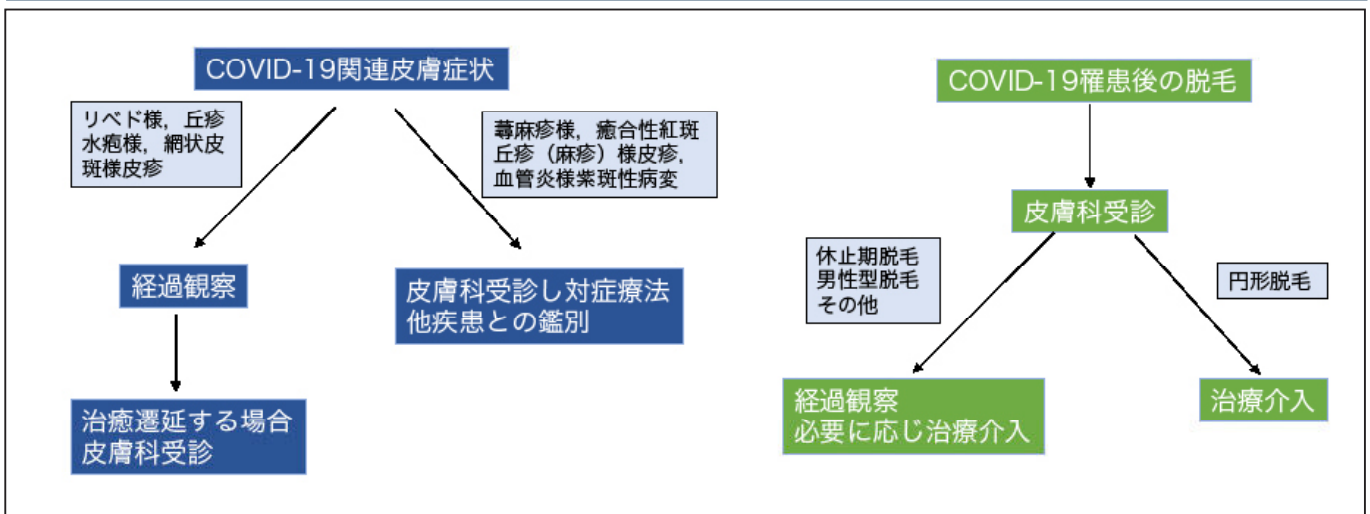 COVID-19関連皮膚症状
リベド様，丘疹
水疱様，網状皮
斑様皮疹
蕁麻疹様，癒合性紅斑
丘疹（麻疹）様皮疹，
血管炎様紫斑性病変
経過観察
皮膚科受診し対症療法
他疾患との鑑別
治癒遷延する場合
皮膚科受診
COVID-19罹患後の脱毛
皮膚科受診
休止期脱毛
男性型脱毛
その他
円形脱毛
経過観察
必要に応じ治療介入
治療介入